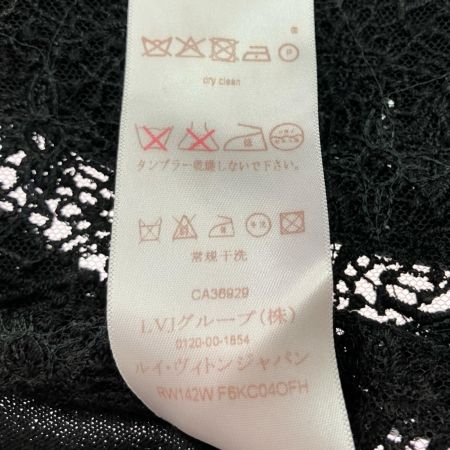 dry clean
タンブラー乾燥しないで下さい。
常规干洗
CA36929
LVJグループ(株)
0120-00-1854
ルイ・ヴィトンジャパン
RW142W F6KC04OFH